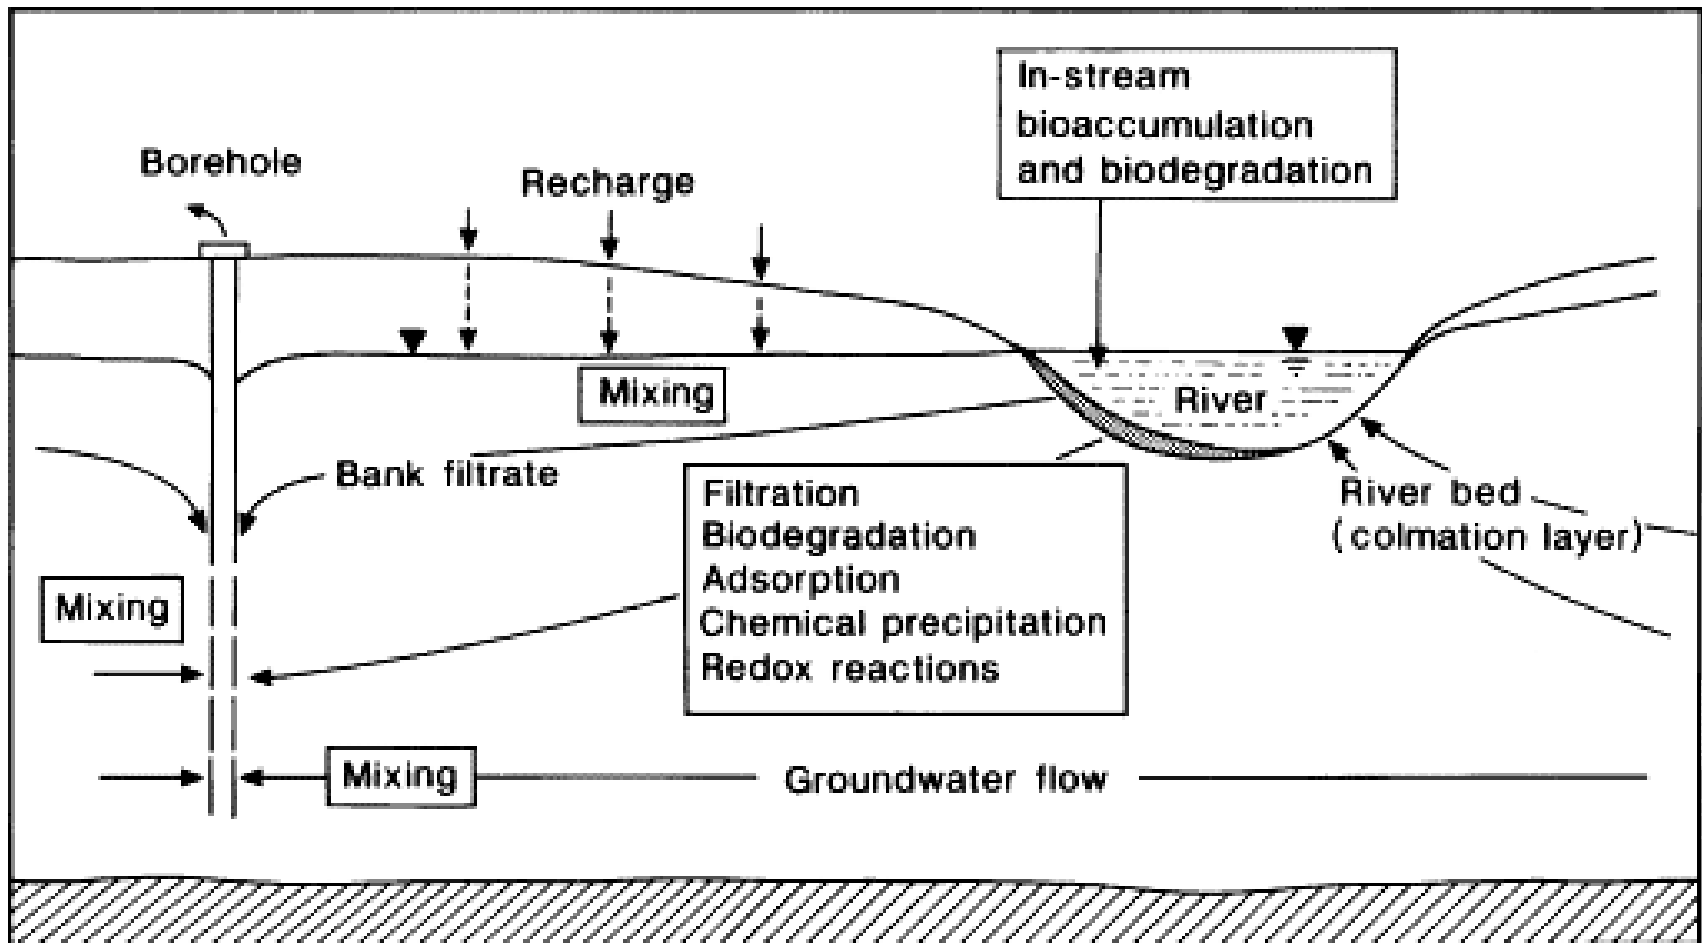 In-stream
bioaccumulation
and biodegradation
Borehole
Recharge
Mixing
River
Bank filtrate
Filtration
Biodegradation
Adsorption
Chemical precipitation
Redox reactions
River bed
(colmation layer)
Mixing
Mixing
Groundwater flow